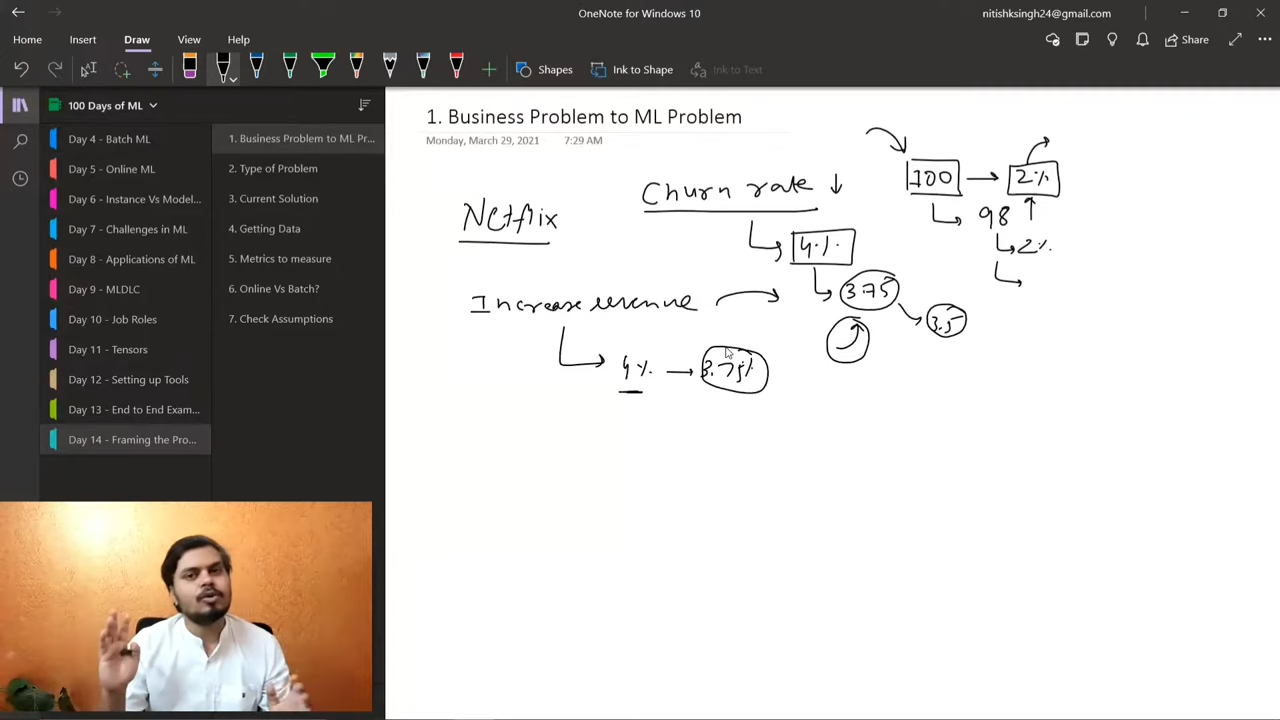 OneNote for Windows 10
nitishksingh24@gmail.com
Home
Insert
Draw
View
Help
Share
Shapes
Ink to Shape
Ink to Text
100 Days of ML
Day 4 - Batch ML
Day 5 - Online ML
Day 6 - Instance Vs Model...
Day 7 - Challenges in ML
Day 8 - Applications of ML
Day 9 - MLDLC
Day 10 - Job Roles
Day 11 - Tensors
Day 12 - Setting up Tools
Day 13 - End to End Exam...
Day 14 - Framing the Pro...
1. Business Problem to ML Pr...
2. Type of Problem
3. Current Solution
4. Getting Data
5. Metrics to measure
6. Online Vs Batch?
7. Check Assumptions
1. Business Problem to ML Problem
Monday, March 29, 2021 7:29 AM
Netflix
Churn rate ↓
4%
3.75
3.5
100 → 2%
98 ↑
2%
Increase revenue
4% → 3.75%